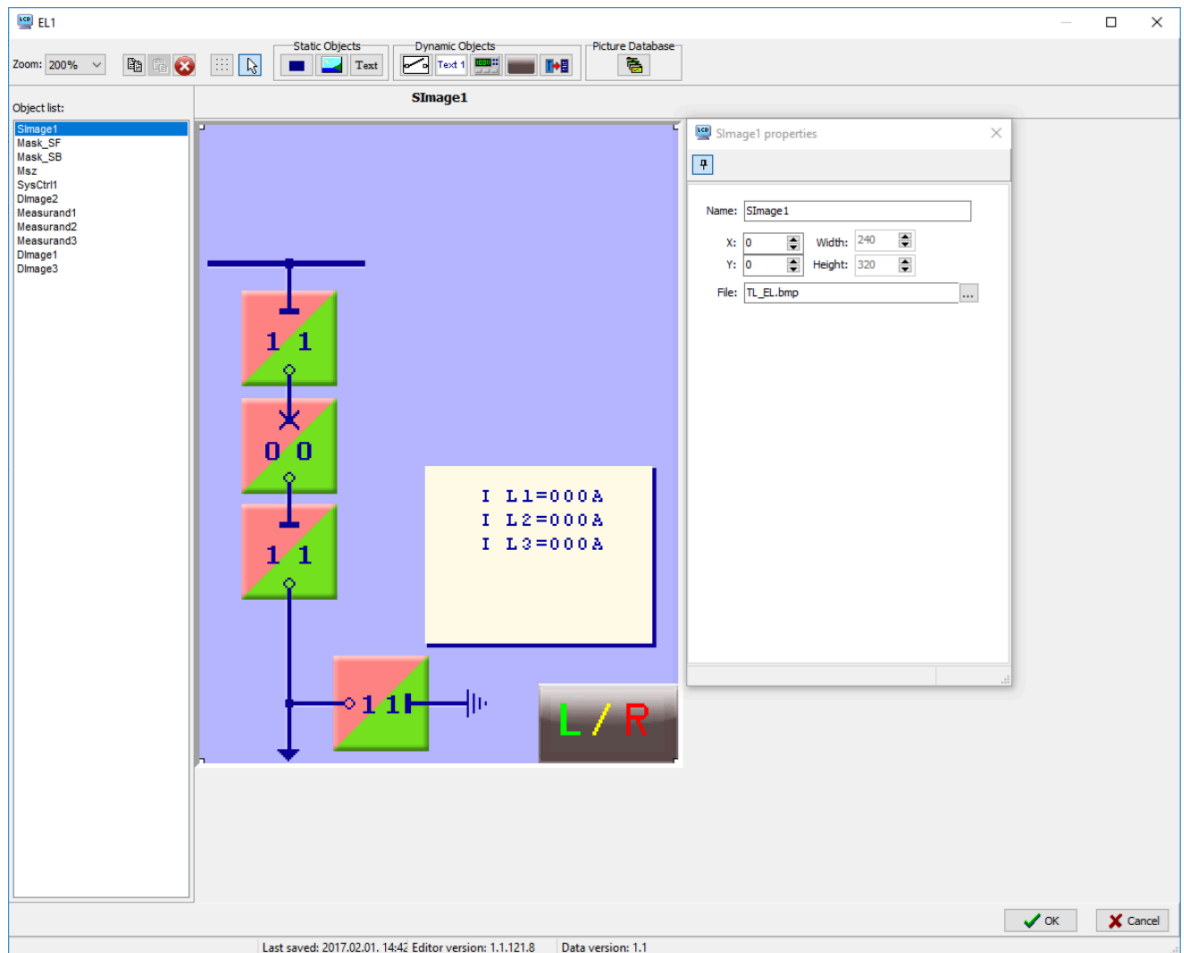 EL1
Static Objects
Dynamic Objects
Picture Database
Zoom: 200%
Text
Text 1
Object list:
SImage1
SImage1
Mask_SF
Mask_SB
Msz
SysCtrl1
DImage2
Measurand1
Measurand2
Measurand3
DImage1
DImage3
1 1
0 0
1 1
I L1=000A
I L2=000A
I L3=000A
1 1
L / R
SImage1 properties
Name: SImage1
X: 0 Width: 240
Y: 0 Height: 320
File: TL_EL.bmp ...
OK Cancel
Last saved: 2017.02.01. 14:42 Editor version: 1.1.121.8 Data version: 1.1